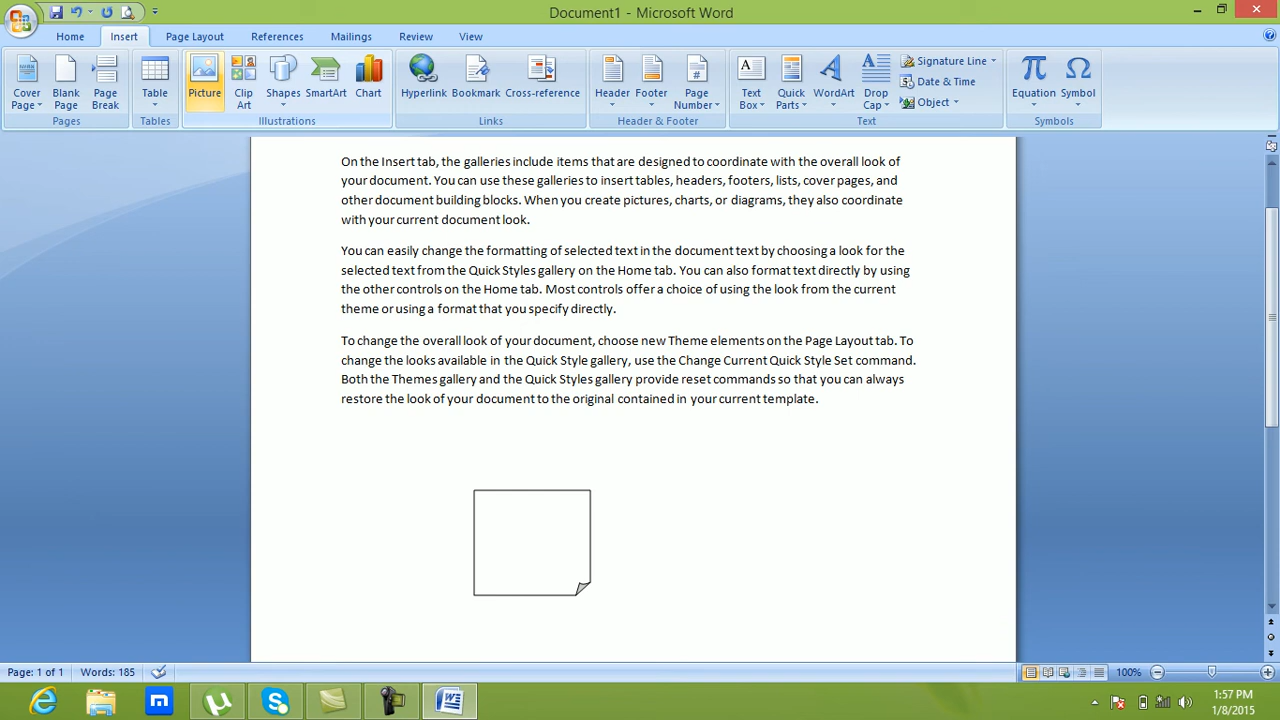 Document1 - Microsoft Word
Home Insert Page Layout References Mailings Review View
Cover Page Blank Page Page Break Table Picture Clip Art Shapes SmartArt Chart Hyperlink Bookmark Cross-reference Header Footer Page Number Text Box Quick Parts WordArt Drop Cap Signature Line Date & Time Object Equation Symbol
Pages Tables Illustrations Links Header & Footer Text Symbols
On the Insert tab, the galleries include items that are designed to coordinate with the overall look of
your document. You can use these galleries to insert tables, headers, footers, lists, cover pages, and
other document building blocks. When you create pictures, charts, or diagrams, they also coordinate
with your current document look.
You can easily change the formatting of selected text in the document text by choosing a look for the
selected text from the Quick Styles gallery on the Home tab. You can also format text directly by using
the other controls on the Home tab. Most controls offer a choice of using the look from the current
theme or using a format that you specify directly.
To change the overall look of your document, choose new Theme elements on the Page Layout tab. To
change the looks available in the Quick Style gallery, use the Change Current Quick Style Set command.
Both the Themes gallery and the Quick Styles gallery provide reset commands so that you can always
restore the look of your document to the original contained in your current template.
Page: 1 of 1 Words: 185 100%
1:57 PM
1/8/2015